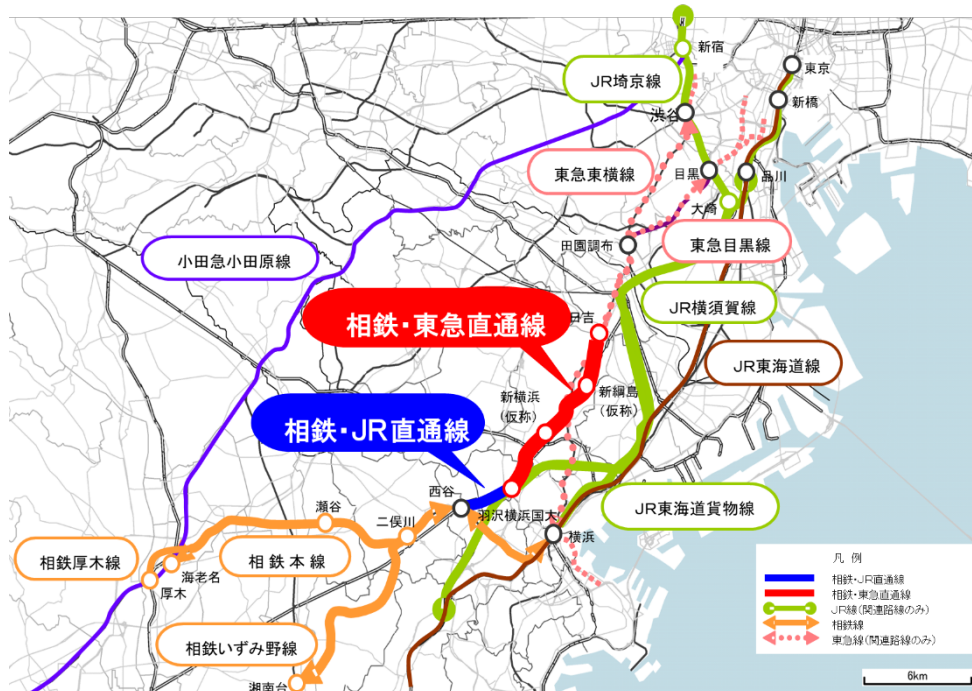 新宿
東京
JR埼京線
新橋
渋谷
東急東横線
目黒
品川
大崎
東急目黒線
田園調布
小田急小田原線
JR横須賀線
相鉄・東急直通線
日吉
JR東海道線
新横浜
(仮称)
新綱島
(仮称)
相鉄・JR直通線
西谷
羽沢横浜国大
JR東海道貨物線
瀬谷
二俣川
横浜
相鉄厚木線
相鉄本線
海老名
厚木
凡 例
相鉄・JR直通線
相鉄・東急直通線
JR線(関連路線のみ)
相鉄線
東急線(関連路線のみ)
相鉄いずみ野線
湘南台
6km